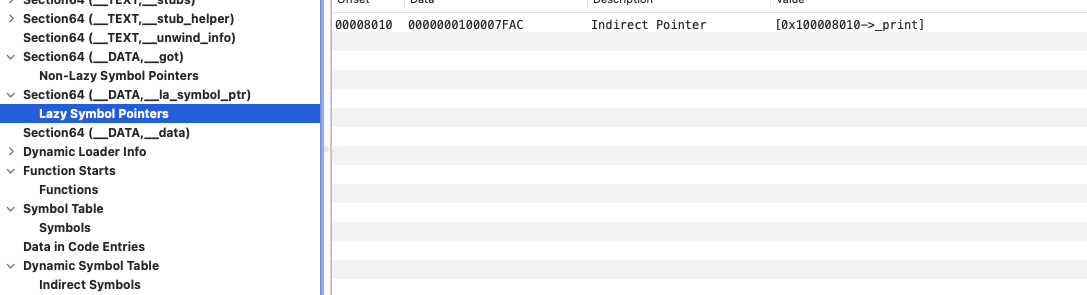 Section64 (__TEXT,__stubs)
Section64 (__TEXT,__stub_helper)
Section64 (__TEXT,__unwind_info)
Section64 (__DATA,__got)
Non-Lazy Symbol Pointers
Section64 (__DATA,__la_symbol_ptr)
Lazy Symbol Pointers
Section64 (__DATA,__data)
Dynamic Loader Info
Function Starts
Functions
Symbol Table
Symbols
Data in Code Entries
Dynamic Symbol Table
Indirect Symbols
Offset Data Description Value
00008010 0000000100007FAC Indirect Pointer [0x100008010->_print]